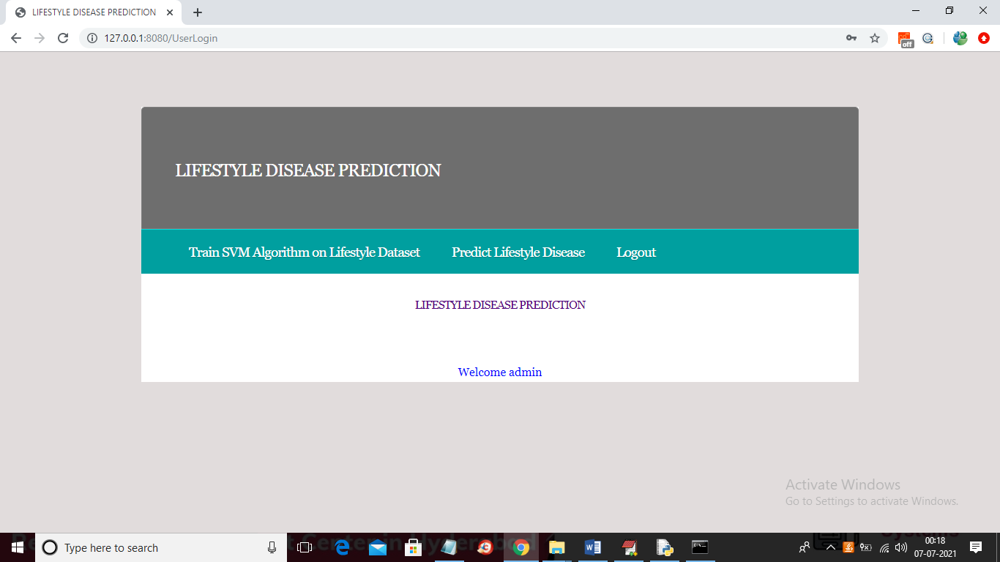 LIFESTYLE DISEASE PREDICTION
127.0.0.1:8080/UserLogin
off
LIFESTYLE DISEASE PREDICTION
Train SVM Algorithm on Lifestyle Dataset Predict Lifestyle Disease Logout
LIFESTYLE DISEASE PREDICTION
Welcome admin
Activate Windows
Go to Settings to activate Windows.
Type here to search
00:18
07-07-2021